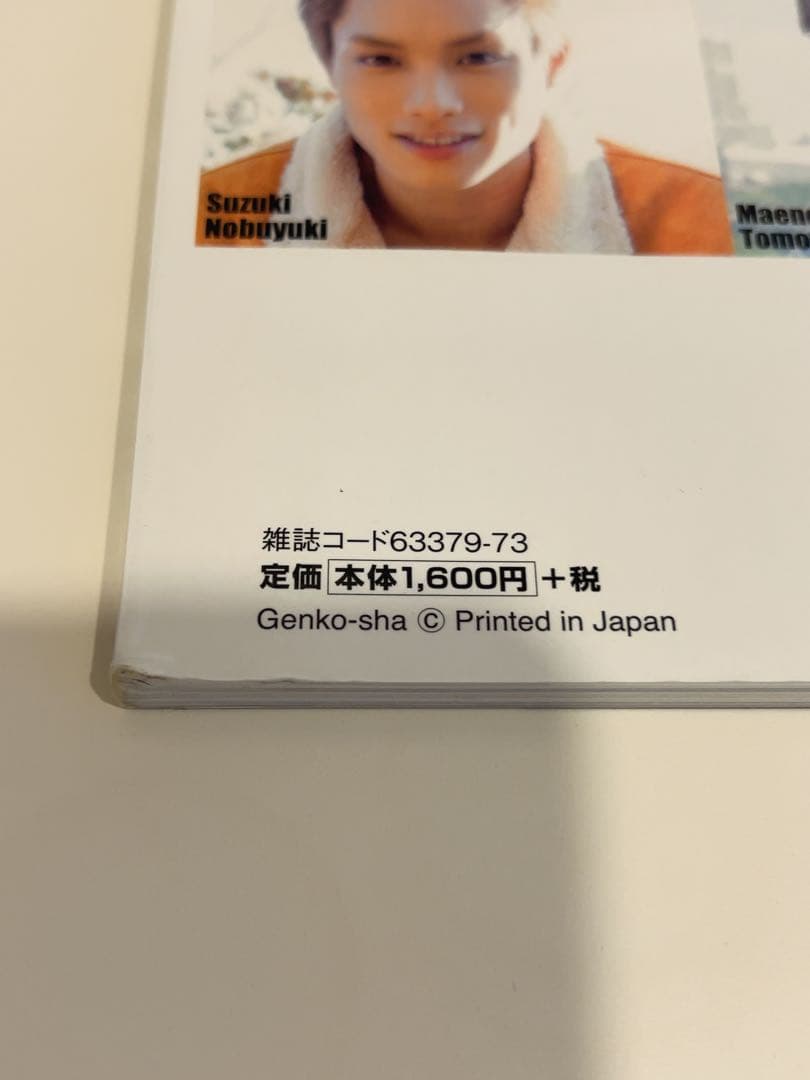 Suzuki
Nobuyuki
雑誌コード63379-73
定価 本体1,600円+税
Genko-sha © Printed in Japan